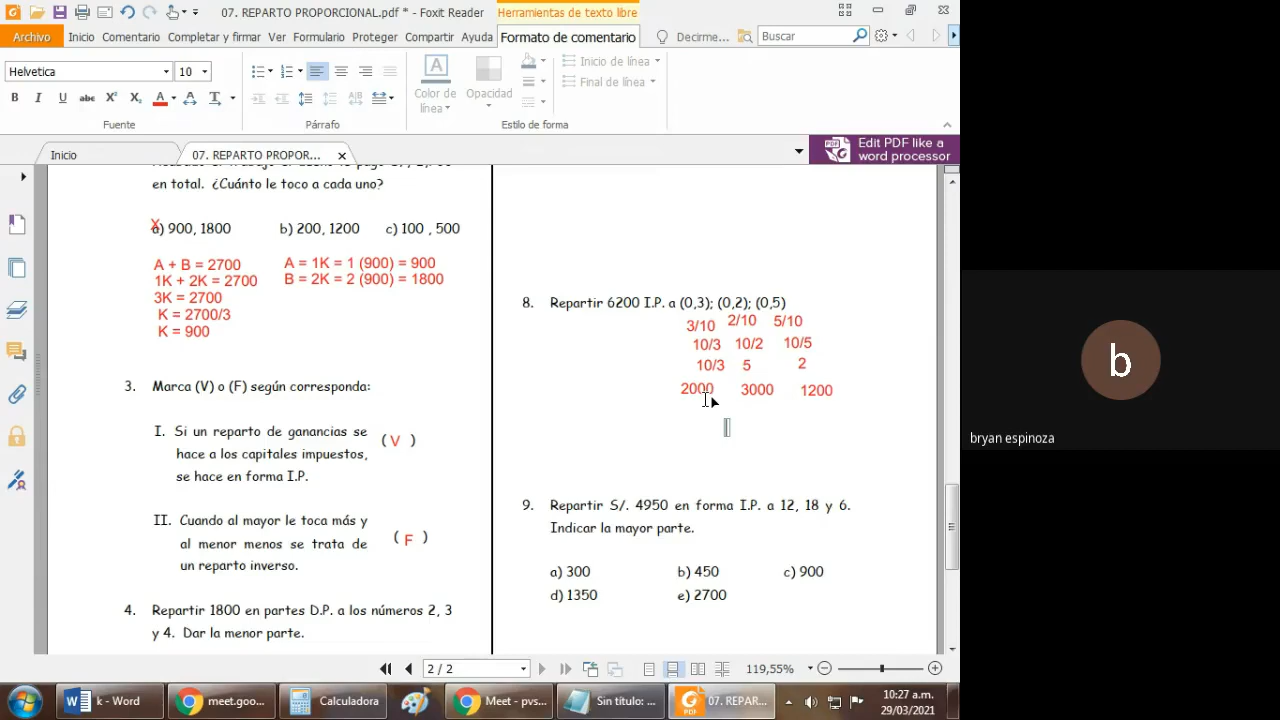 07. REPARTO PROPORCIONAL.pdf * - Foxit Reader
Herramientas de texto libre
Archivo Inicio Comentario Completar y firmar Ver Formulario Proteger Compartir Ayuda Formato de comentario Decirme... Buscar
Helvetica 10
Color de línea
Opacidad
Inicio de línea
Final de línea
Fuente Párrafo Estilo de forma
Inicio 07. REPARTO PROPOR...
Edit PDF like a word processor
en total. ¿Cuánto le toco a cada uno?
X
a) 900, 1800 b) 200, 1200 c) 100 , 500
A + B = 2700
1K + 2K = 2700
3K = 2700
K = 2700/3
K = 900
A = 1K = 1 (900) = 900
B = 2K = 2 (900) = 1800
3. Marca (V) o (F) según corresponda:
I. Si un reparto de ganancias se
hace a los capitales impuestos,
se hace en forma I.P.
( V )
II. Cuando al mayor le toca más y
al menor menos se trata de
un reparto inverso.
( F )
4. Repartir 1800 en partes D.P. a los números 2, 3
y 4. Dar la menor parte.
8. Repartir 6200 I.P. a (0,3); (0,2); (0,5)
3/10 2/10 5/10
10/3 10/2 10/5
10/3 5 2
2000 3000 1200
9. Repartir S/. 4950 en forma I.P. a 12, 18 y 6.
Indicar la mayor parte.
a) 300 b) 450 c) 900
d) 1350 e) 2700
2 / 2
119,55%
b
bryan espinoza
k - Word
meet.goo...
Calculadora
Meet - pvs...
Sin título: ...
07. REPAR...
10:27 a.m.
29/03/2021